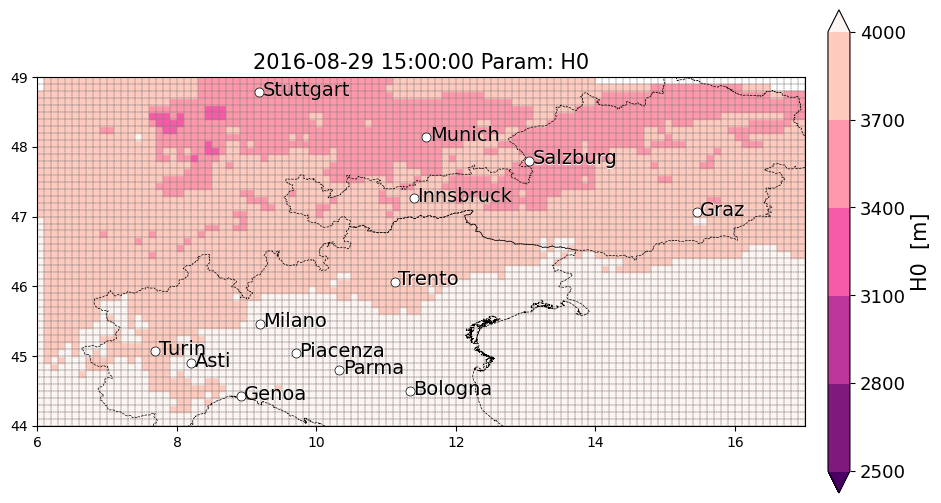 2016-08-29 15:00:00 Param: H0
49
48
47
46
45
44
6
8
10
12
14
16
Stuttgart
Munich
Salzburg
Innsbruck
Graz
Trento
Milano
Turin
Asti
Piacenza
Parma
Genoa
Bologna
4000
3700
3400
3100
2800
2500
H0 [m]